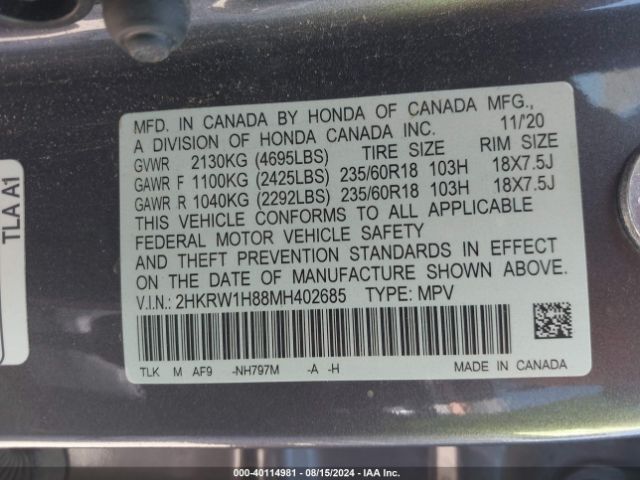 MFD. IN CANADA BY HONDA OF CANADA MFG.,
A DIVISION OF HONDA CANADA INC. 11/'20
GVWR 2130KG (4695LBS) TIRE SIZE RIM SIZE
GAWR F 1100KG (2425LBS) 235/60R18 103H 18X7.5J
GAWR R 1040KG (2292LBS) 235/60R18 103H 18X7.5J
THIS VEHICLE CONFORMS TO ALL APPLICABLE
FEDERAL MOTOR VEHICLE SAFETY
AND THEFT PREVENTION STANDARDS IN EFFECT
ON THE DATE OF MANUFACTURE SHOWN ABOVE.
V.I.N.: 2HKRW1H88MH402685 TYPE: MPV
TLK M AF9 -NH797M -A -H MADE IN CANADA
TLA A1
000-40114981 - 08/15/2024 - IAA Inc.